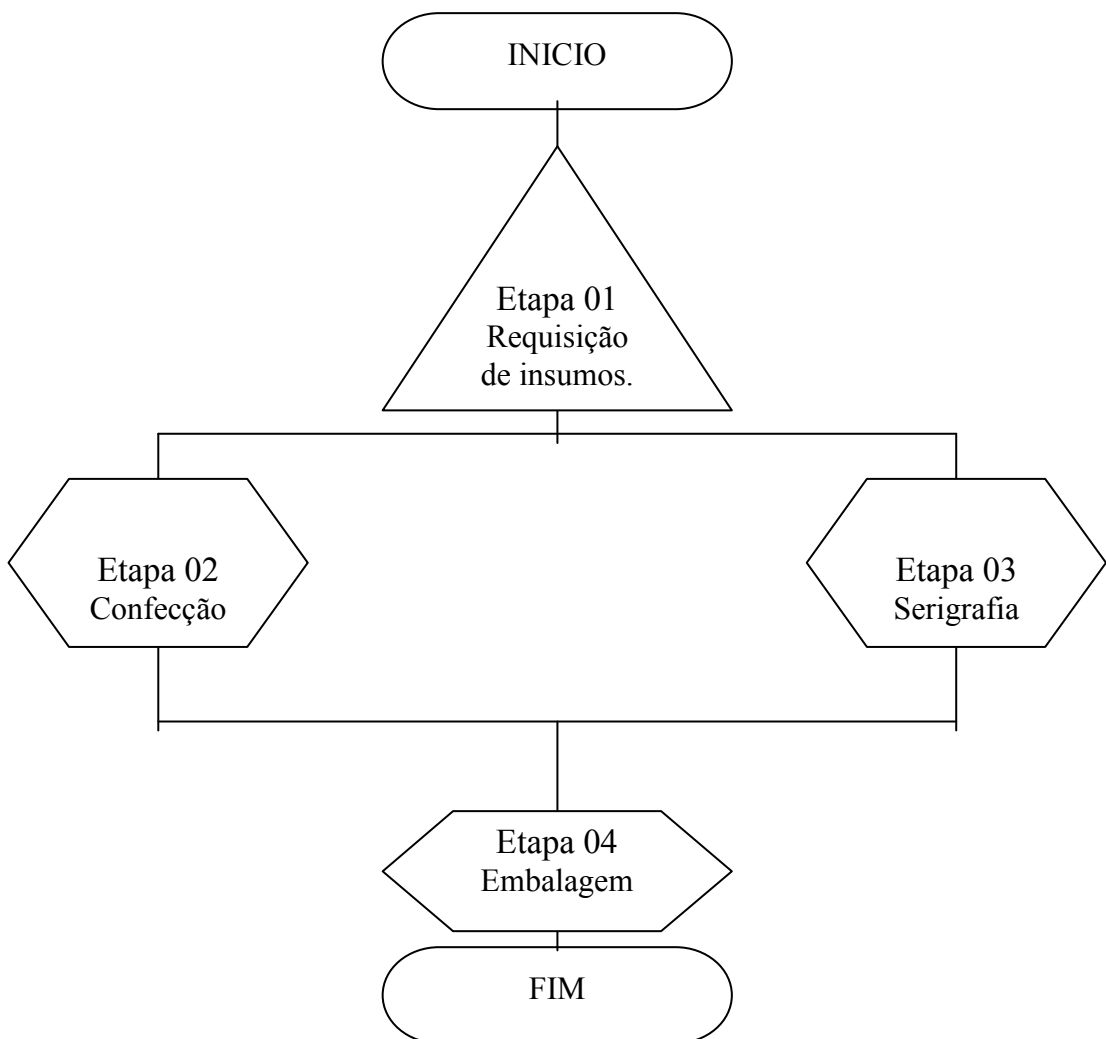 INICIO
Etapa 01
Requisição
de insumos.
Etapa 02
Confecção
Etapa 03
Serigrafia
Etapa 04
Embalagem
FIM